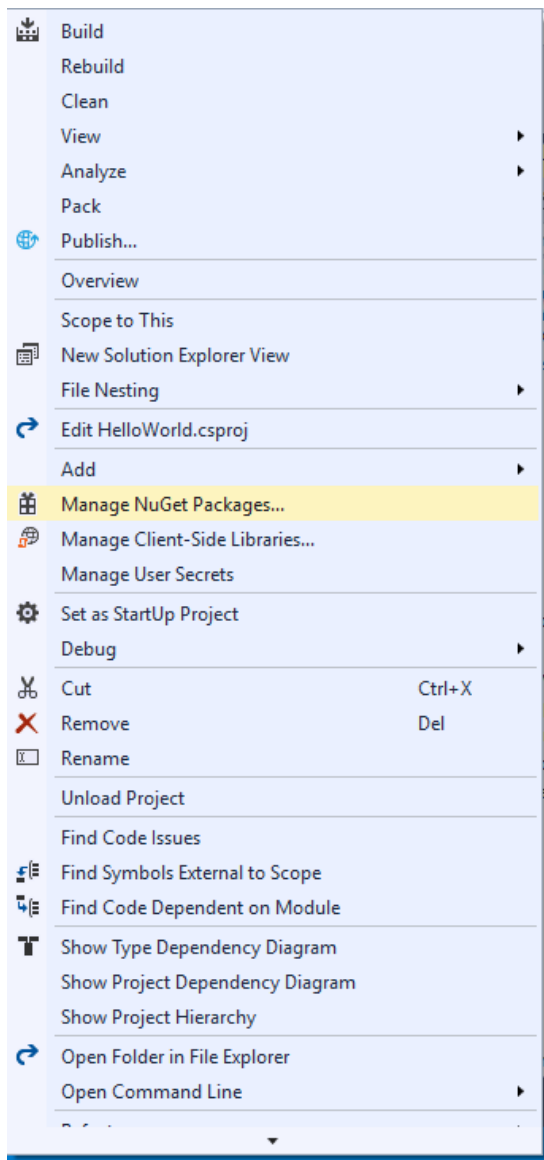 Build
Rebuild
Clean
View
Analyze
Pack
Publish...
Overview
Scope to This
New Solution Explorer View
File Nesting
Edit HelloWorld.csproj
Add
Manage NuGet Packages...
Manage Client-Side Libraries...
Manage User Secrets
Set as StartUp Project
Debug
Cut Ctrl+X
Remove Del
Rename
Unload Project
Find Code Issues
Find Symbols External to Scope
Find Code Dependent on Module
Show Type Dependency Diagram
Show Project Dependency Diagram
Show Project Hierarchy
Open Folder in File Explorer
Open Command Line